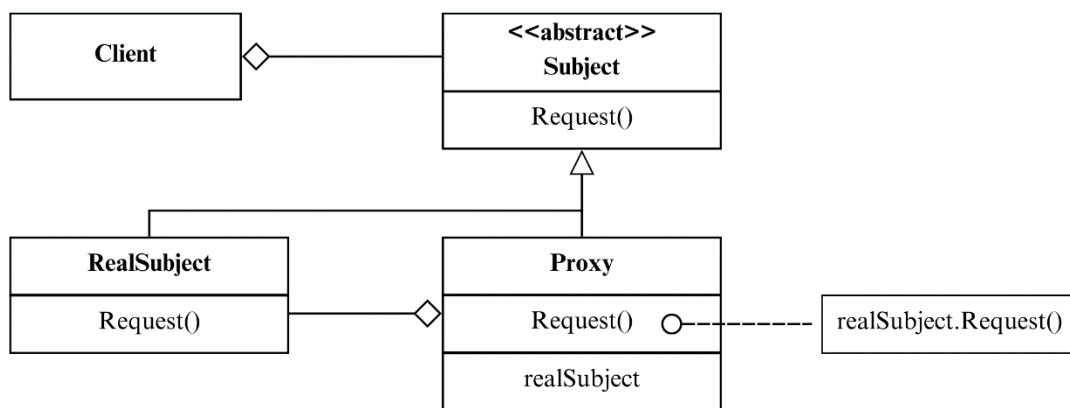 Client
<<abstract>>
Subject
Request()
RealSubject
Request()
Proxy
Request()
realSubject
realSubject.Request()